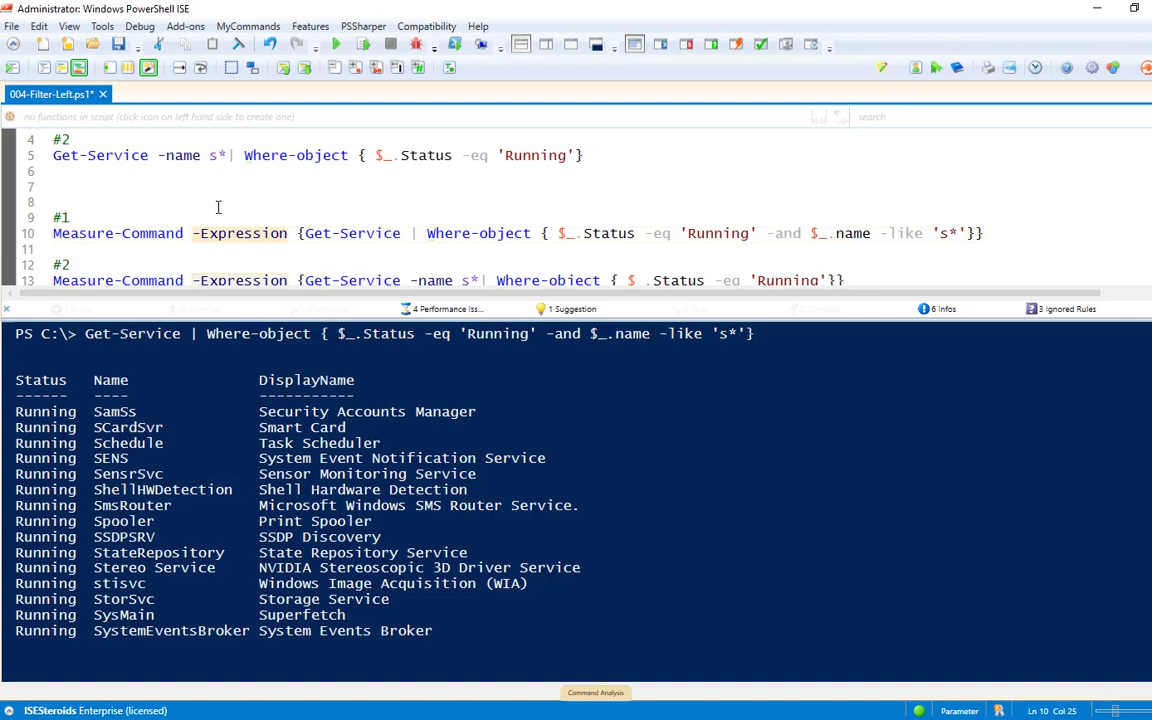 Administrator: Windows PowerShell ISE
File Edit View Tools Debug Add-ons MyCommands Features PSSharper Compatibility Help
004-Filter-Left.ps1*
no functions in script (click icon on left hand side to create one)
search
4 #2
5 Get-Service -name s*| Where-object { $_.Status -eq 'Running'}
6
7
8
9 #1
10 Measure-Command -Expression {Get-Service | Where-object { $_.Status -eq 'Running' -and $_.name -like 's*'}}
11
12 #2
13 Measure-Command -Expression {Get-Service -name s*| Where-object { $_.Status -eq 'Running'}}
4 Performance Iss... 1 Suggestion 6 Infos 3 Ignored Rules
PS C:\> Get-Service | Where-object { $_.Status -eq 'Running' -and $_.name -like 's*'}
Status Name DisplayName
------ ---- -----------
Running SamSs Security Accounts Manager
Running SCardSvr Smart Card
Running Schedule Task Scheduler
Running SENS System Event Notification Service
Running SensrSvc Sensor Monitoring Service
Running ShellHWDetection Shell Hardware Detection
Running SmsRouter Microsoft Windows SMS Router Service.
Running Spooler Print Spooler
Running SSDPSRV SSDP Discovery
Running StateRepository State Repository Service
Running Stereo Service NVIDIA Stereoscopic 3D Driver Service
Running stisvc Windows Image Acquisition (WIA)
Running StorSvc Storage Service
Running SysMain Superfetch
Running SystemEventsBroker System Events Broker
Command Analysis
ISESteroids Enterprise (licensed) Parameter Ln 10 Col 25